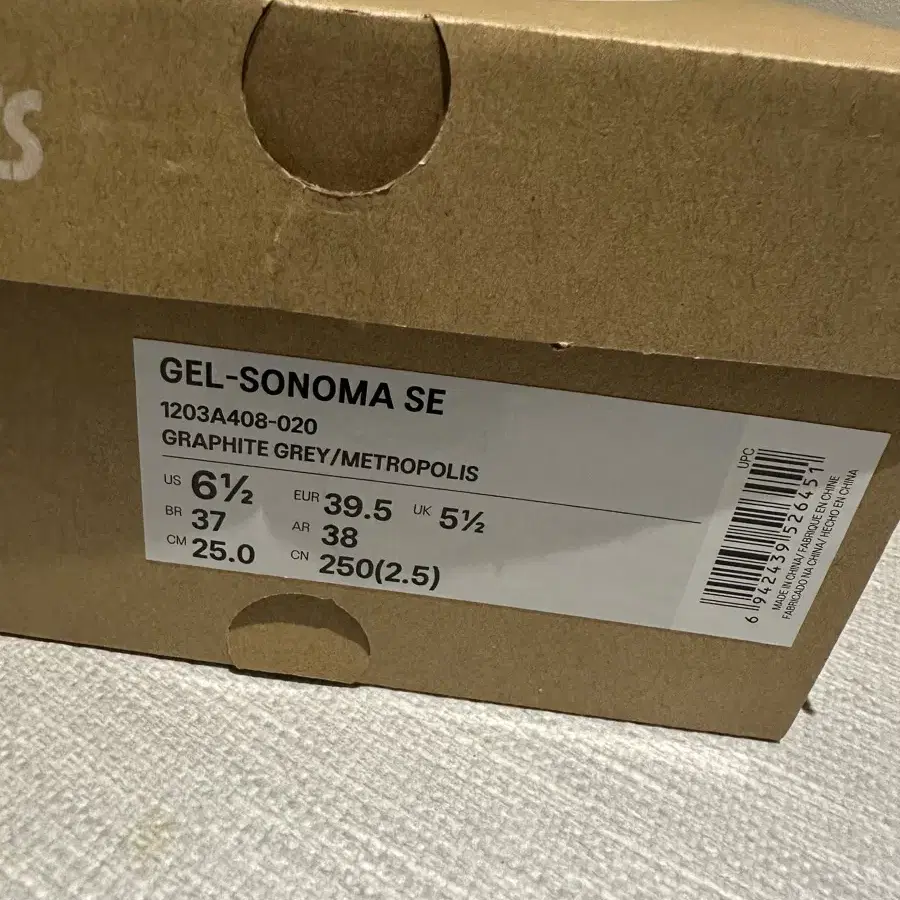 GEL-SONOMA SE
1203A408-020
GRAPHITE GREY/METROPOLIS
US 6½ EUR 39.5 UK 5½
BR 37 AR 38
CM 25.0 CN 250(2.5)
UPC
6 942439 526451
MADE IN CHINA/ FABRIQUE EN CHINE
FABRICADO NA CHINA/ HECHO EN CHINA